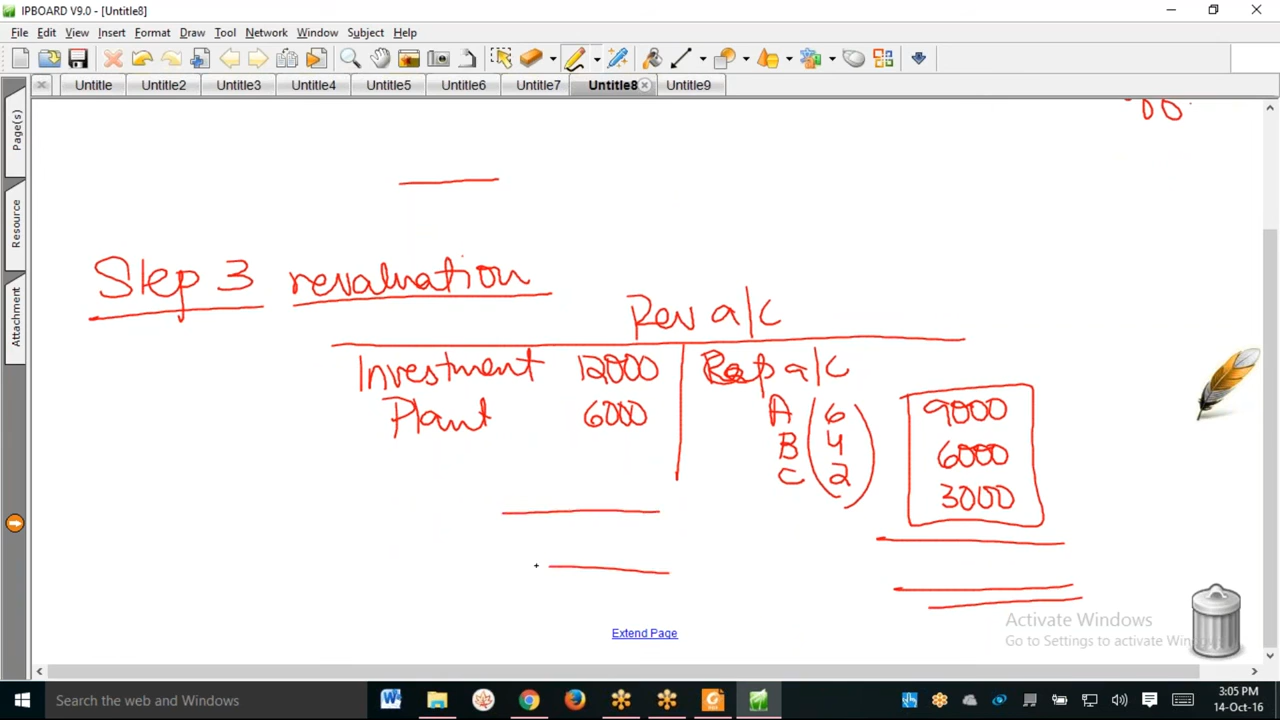 IPBOARD V9.0 - [Untitle8]
File Edit View Insert Format Draw Tool Network Window Subject Help
Untitle Untitle2 Untitle3 Untitle4 Untitle5 Untitle6 Untitle7 Untitle8 Untitle9
Page(s)
Resource
Attachment
00
Step 3 revaluation
Rev a/c
Investment 12000 Rep a/c
Plant 6000 A 6 9000
B 4 6000
C 2 3000
Activate Windows
Go to Settings to activate Win
Extend Page
Search the web and Windows
3:05 PM
14-Oct-16